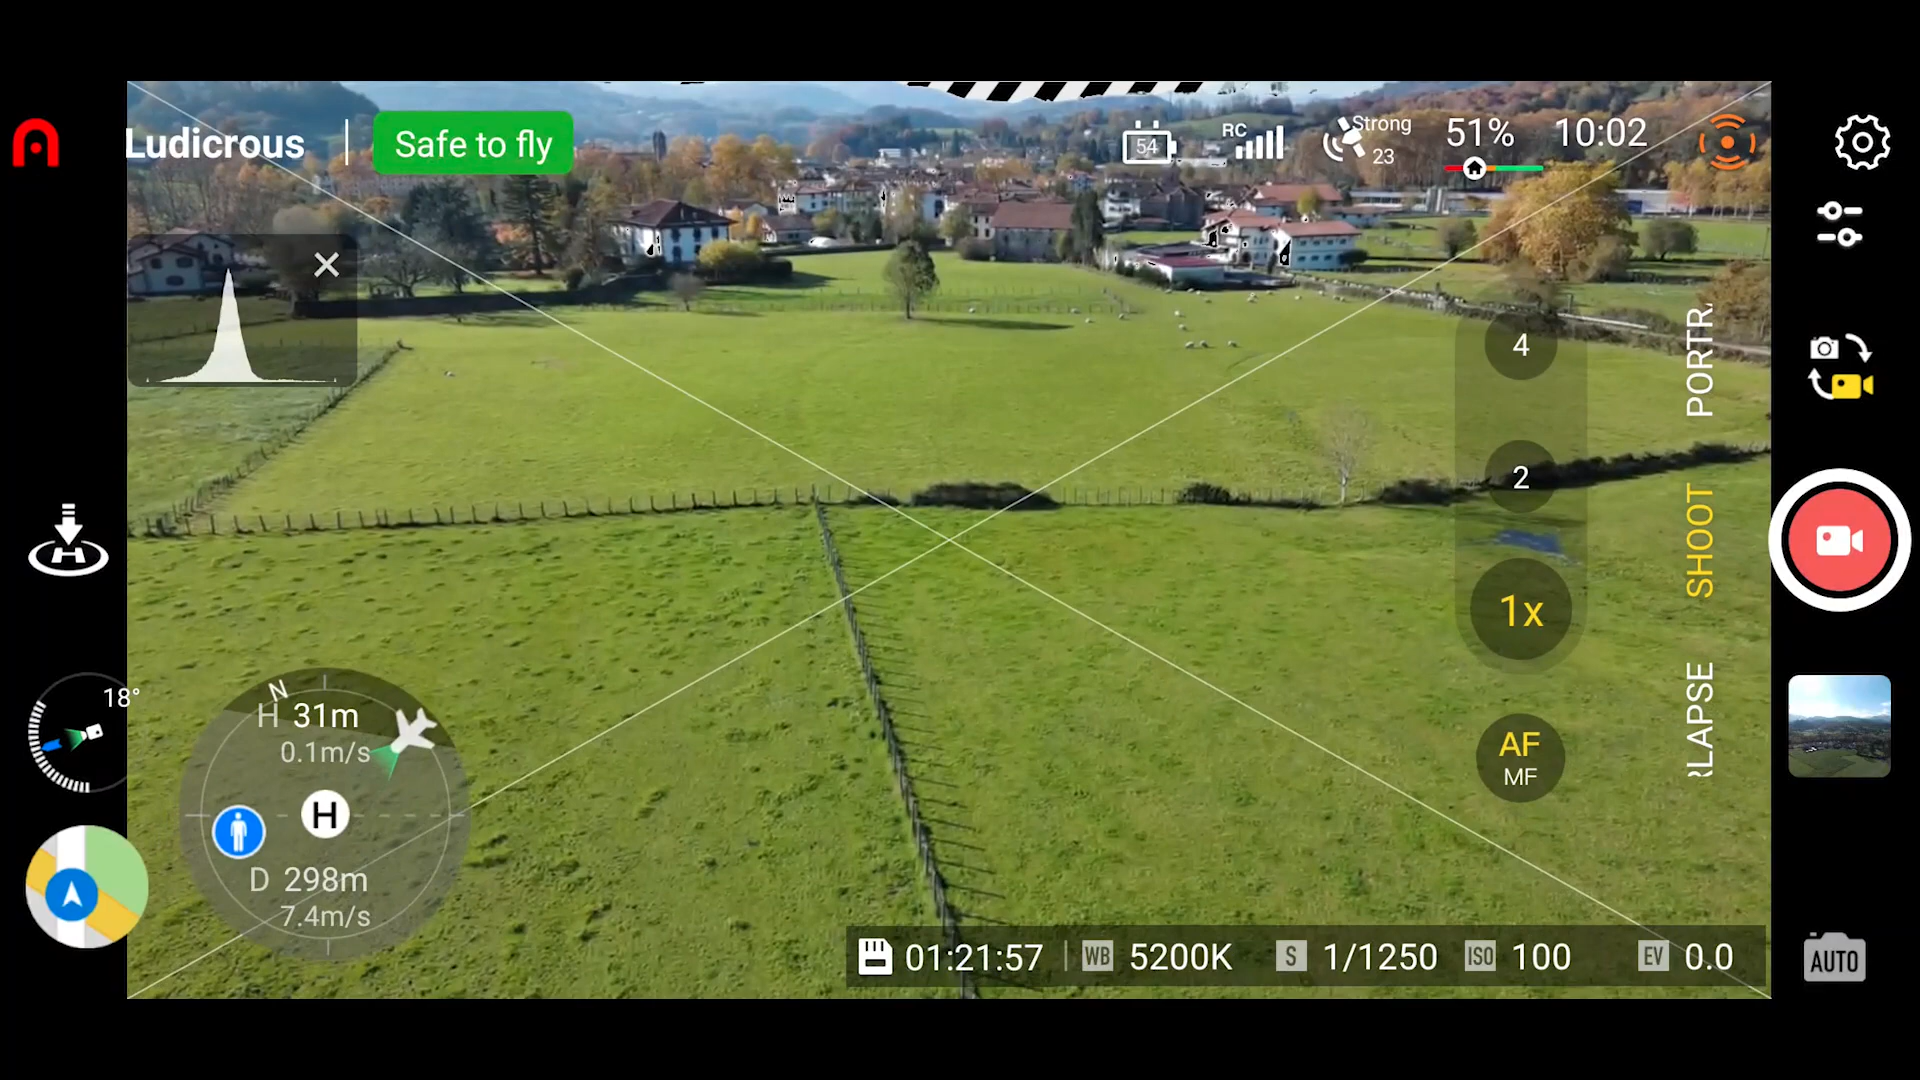 Ludicrous
Safe to fly
54
RC
Strong
23
51%
10:02
4
2
1x
AF
MF
PORTR
SHOOT
LAPSE
18°
N
H 31m
0.1m/s
H
D 298m
7.4m/s
H
01:21:57
WB 5200K
S 1/1250
ISO 100
EV 0.0
AUTO